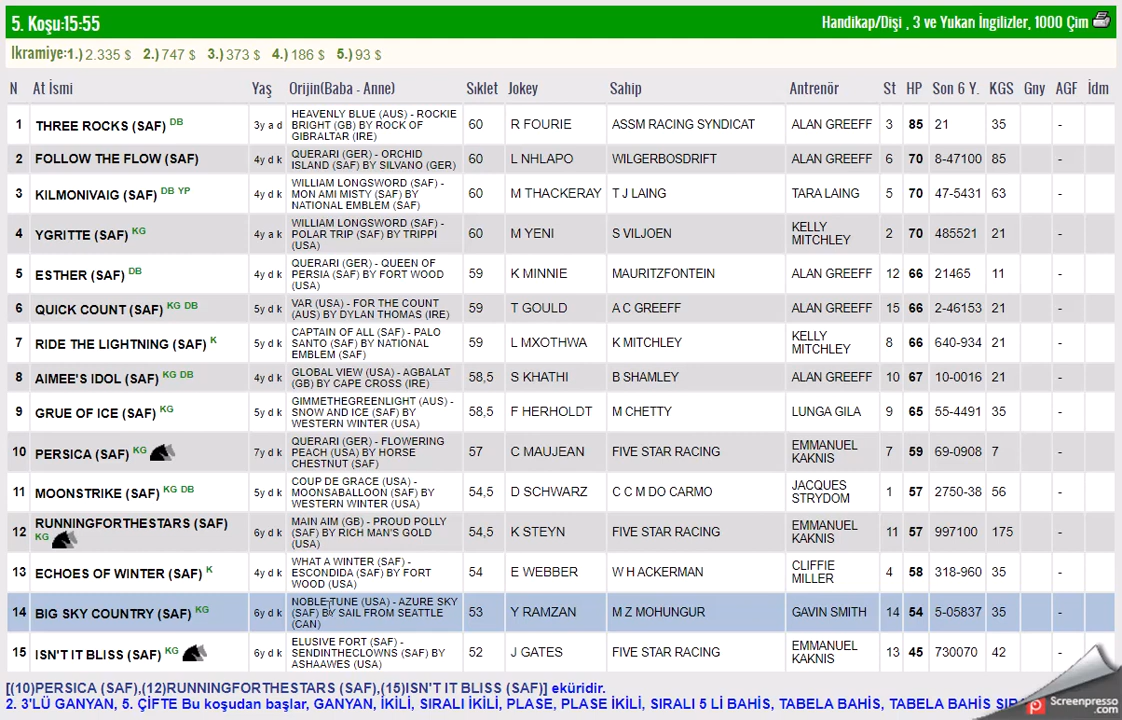 5. Koşu:15:55 Handikap/Dişi , 3 ve Yukarı İngilizler, 1000 Çim
Ikramiye:1.) 2.335 $ 2.) 747 $ 3.) 373 $ 4.) 186 $ 5.) 93 $
N At İsmi Yaş Orijin(Baba - Anne) Sıklet Jokey Sahip Antrenör St HP Son 6 Y. KGS Gny AGF İdm
1 THREE ROCKS (SAF) DB 3y a d HEAVENLY BLUE (AUS) - ROCKIE BRIGHT (GB) BY ROCK OF GIBRALTAR (IRE) 60 R FOURIE ASSM RACING SYNDICAT ALAN GREEFF 3 85 21 35 -
2 FOLLOW THE FLOW (SAF) 4y d k QUERARI (GER) - ORCHID ISLAND (SAF) BY SILVANO (GER) 60 L NHLAPO WILGERBOSDRIFT ALAN GREEFF 6 70 8-47100 85 -
3 KILMONIVAIG (SAF) DB YP 4y d k WILLIAM LONGSWORD (SAF) - MON AMI MISTY (SAF) BY NATIONAL EMBLEM (SAF) 60 M THACKERAY T J LAING TARA LAING 5 70 47-5431 63 -
4 YGRITTE (SAF) KG 4y a k WILLIAM LONGSWORD (SAF) - POLAR TRIP (SAF) BY TRIPPI (USA) 60 M YENI S VILJOEN KELLY MITCHLEY 2 70 485521 21 -
5 ESTHER (SAF) DB 4y d k QUERARI (GER) - QUEEN OF PERSIA (SAF) BY FORT WOOD (USA) 59 K MINNIE MAURITZFONTEIN ALAN GREEFF 12 66 21465 11 -
6 QUICK COUNT (SAF) KG DB 5y d k VAR (USA) - FOR THE COUNT (AUS) BY DYLAN THOMAS (IRE) 59 T GOULD A C GREEFF ALAN GREEFF 15 66 2-46153 21 -
7 RIDE THE LIGHTNING (SAF) K 5y d k CAPTAIN OF ALL (SAF) - PALO SANTO (SAF) BY NATIONAL EMBLEM (SAF) 59 L MXOTHWA K MITCHLEY KELLY MITCHLEY 8 66 640-934 21 -
8 AIMEE'S IDOL (SAF) KG DB 4y d k GLOBAL VIEW (USA) - AGBALAT (GB) BY CAPE CROSS (IRE) 58,5 S KHATHI B SHAMLEY ALAN GREEFF 10 67 10-0016 21 -
9 GRUE OF ICE (SAF) KG 5y d k GIMMETHEGREENLIGHT (AUS) - SNOW AND ICE (SAF) BY WESTERN WINTER (USA) 58,5 F HERHOLDT M CHETTY LUNGA GILA 9 65 55-4491 35 -
10 PERSICA (SAF) KG 7y d k QUERARI (GER) - FLOWERING PEACH (USA) BY HORSE CHESTNUT (SAF) 57 C MAUJEAN FIVE STAR RACING EMMANUEL KAKNIS 7 59 69-0908 7 -
11 MOONSTRIKE (SAF) KG DB 5y d k COUP DE GRACE (USA) - MOONSABALLOON (SAF) BY WESTERN WINTER (USA) 54,5 D SCHWARZ C C M DO CARMO JACQUES STRYDOM 1 57 2750-38 56 -
12 RUNNINGFORTHESTARS (SAF) KG 6y d k MAIN AIM (GB) - PROUD POLLY (SAF) BY RICH MAN'S GOLD (USA) 54,5 K STEYN FIVE STAR RACING EMMANUEL KAKNIS 11 57 997100 175 -
13 ECHOES OF WINTER (SAF) K 4y d k WHAT A WINTER (SAF) - ESCONDIDA (SAF) BY FORT WOOD (USA) 54 E WEBBER W H ACKERMAN CLIFFIE MILLER 4 58 318-960 35 -
14 BIG SKY COUNTRY (SAF) KG 6y d k NOBLE TUNE (USA) - AZURE SKY (SAF) BY SAIL FROM SEATTLE (CAN) 53 Y RAMZAN M Z MOHUNGUR GAVIN SMITH 14 54 5-05837 35 -
15 ISN'T IT BLISS (SAF) KG 6y d k ELUSIVE FORT (SAF) - SENDINTHECLOWNS (SAF) BY ASHAAWES (USA) 52 J GATES FIVE STAR RACING EMMANUEL KAKNIS 13 45 730070 42 -
[(10)PERSICA (SAF),(12)RUNNINGFORTHESTARS (SAF),(15)ISN'T IT BLISS (SAF)] eküridir.
2. 3'LÜ GANYAN, 5. ÇİFTE Bu koşudan başlar, GANYAN, İKİLİ, SIRALI İKİLİ, PLASE, PLASE İKİLİ, SIRALI 5 Lİ BAHİS, TABELA BAHİS, TABELA BAHİS
Screenpresso.com